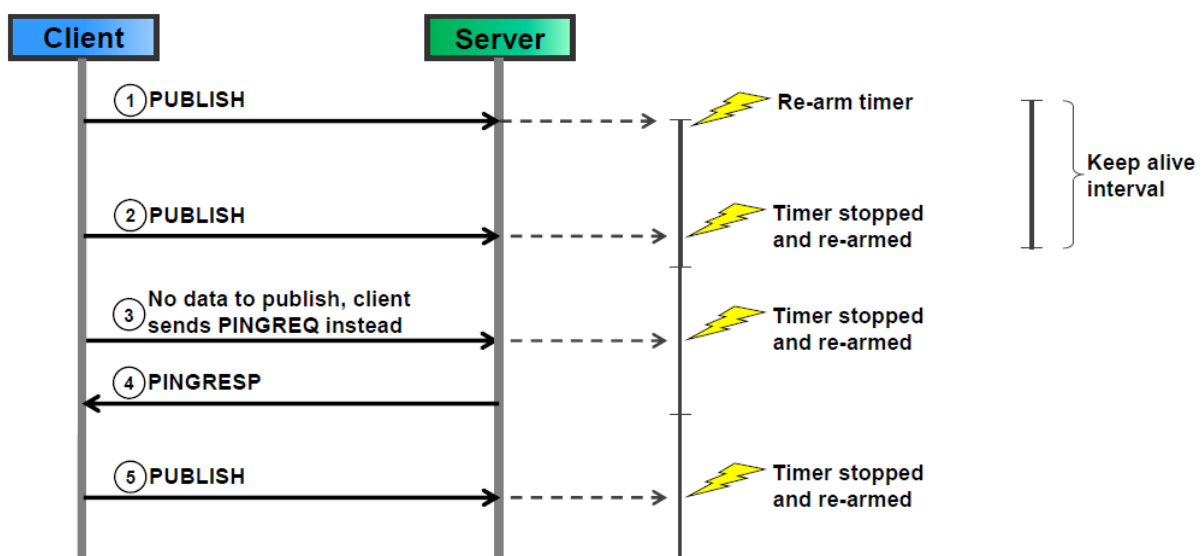 Client
Server
1 PUBLISH
Re-arm timer
Keep alive
interval
2 PUBLISH
Timer stopped
and re-armed
3 No data to publish, client
sends PINGREQ instead
Timer stopped
and re-armed
4 PINGRESP
5 PUBLISH
Timer stopped
and re-armed